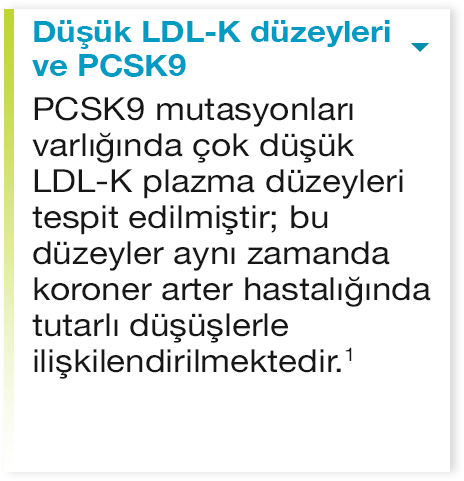 Düşük LDL-K düzeyleri
ve PCSK9
PCSK9 mutasyonları
varlığında çok düşük
LDL-K plazma düzeyleri
tespit edilmiştir; bu
düzeyler aynı zamanda
koroner arter hastalığında
tutarlı düşüşlerle
ilişkilendirilmektedir.¹